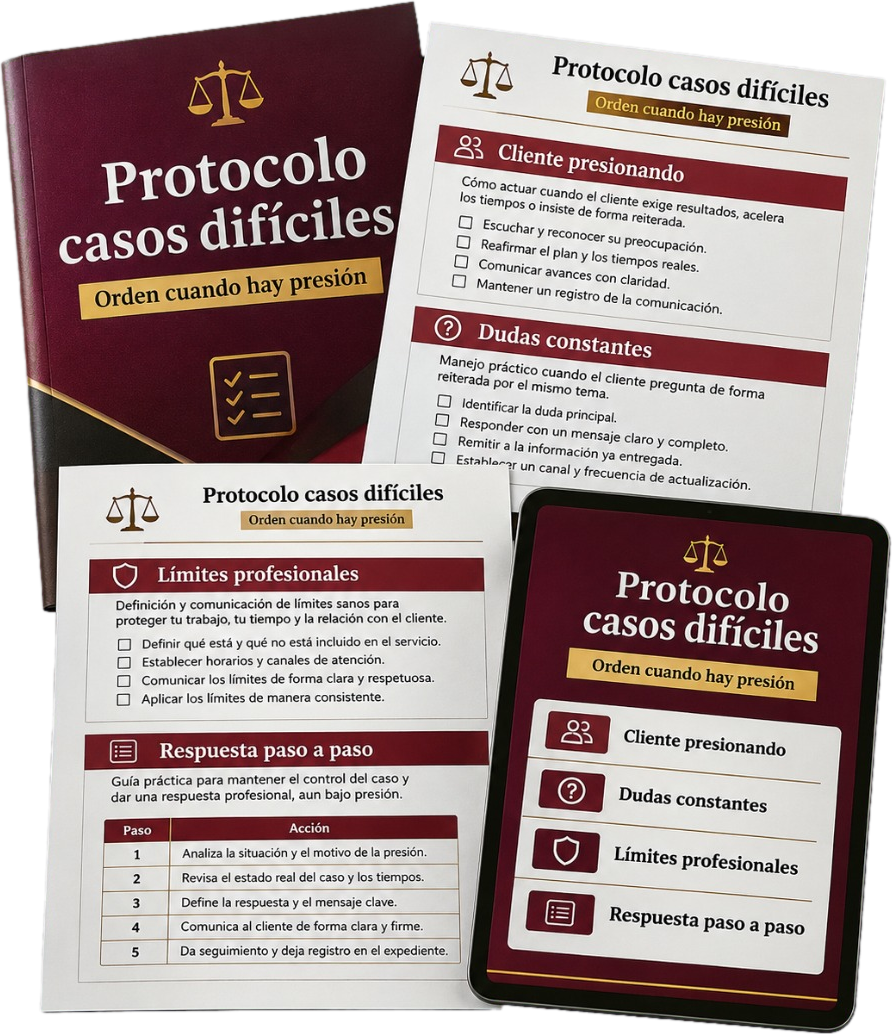 Protocolo
casos difíciles
Orden cuando hay presión
Protocolo casos difíciles
Orden cuando hay presión
Cliente presionando
Cómo actuar cuando el cliente exige resultados, acelera
los tiempos o insiste de forma reiterada.
Escuchar y reconocer su preocupación.
Reafirmar el plan y los tiempos reales.
Comunicar avances con claridad.
Mantener un registro de la comunicación.
Dudas constantes
Manejo práctico cuando el cliente pregunta de forma
reiterada por el mismo tema.
Identificar la duda principal.
Responder con un mensaje claro y completo.
Remitir a la información ya entregada.
Establecer un canal y frecuencia de actualización.
Protocolo casos difíciles
Orden cuando hay presión
Límites profesionales
Definición y comunicación de límites sanos para
proteger tu trabajo, tu tiempo y la relación con el cliente.
Definir qué está y qué no está incluido en el servicio.
Establecer horarios y canales de atención.
Comunicar los límites de forma clara y respetuosa.
Aplicar los límites de manera consistente.
Respuesta paso a paso
Guía práctica para mantener el control del caso y
dar una respuesta profesional, aun bajo presión.
Paso Acción
1 Analiza la situación y el motivo de la presión.
2 Revisa el estado real del caso y los tiempos.
3 Define la respuesta y el mensaje clave.
4 Comunica al cliente de forma clara y firme.
5 Da seguimiento y deja registro en el expediente.
Protocolo
casos difíciles
Orden cuando hay presión
Cliente presionando
Dudas constantes
Límites profesionales
Respuesta paso a paso